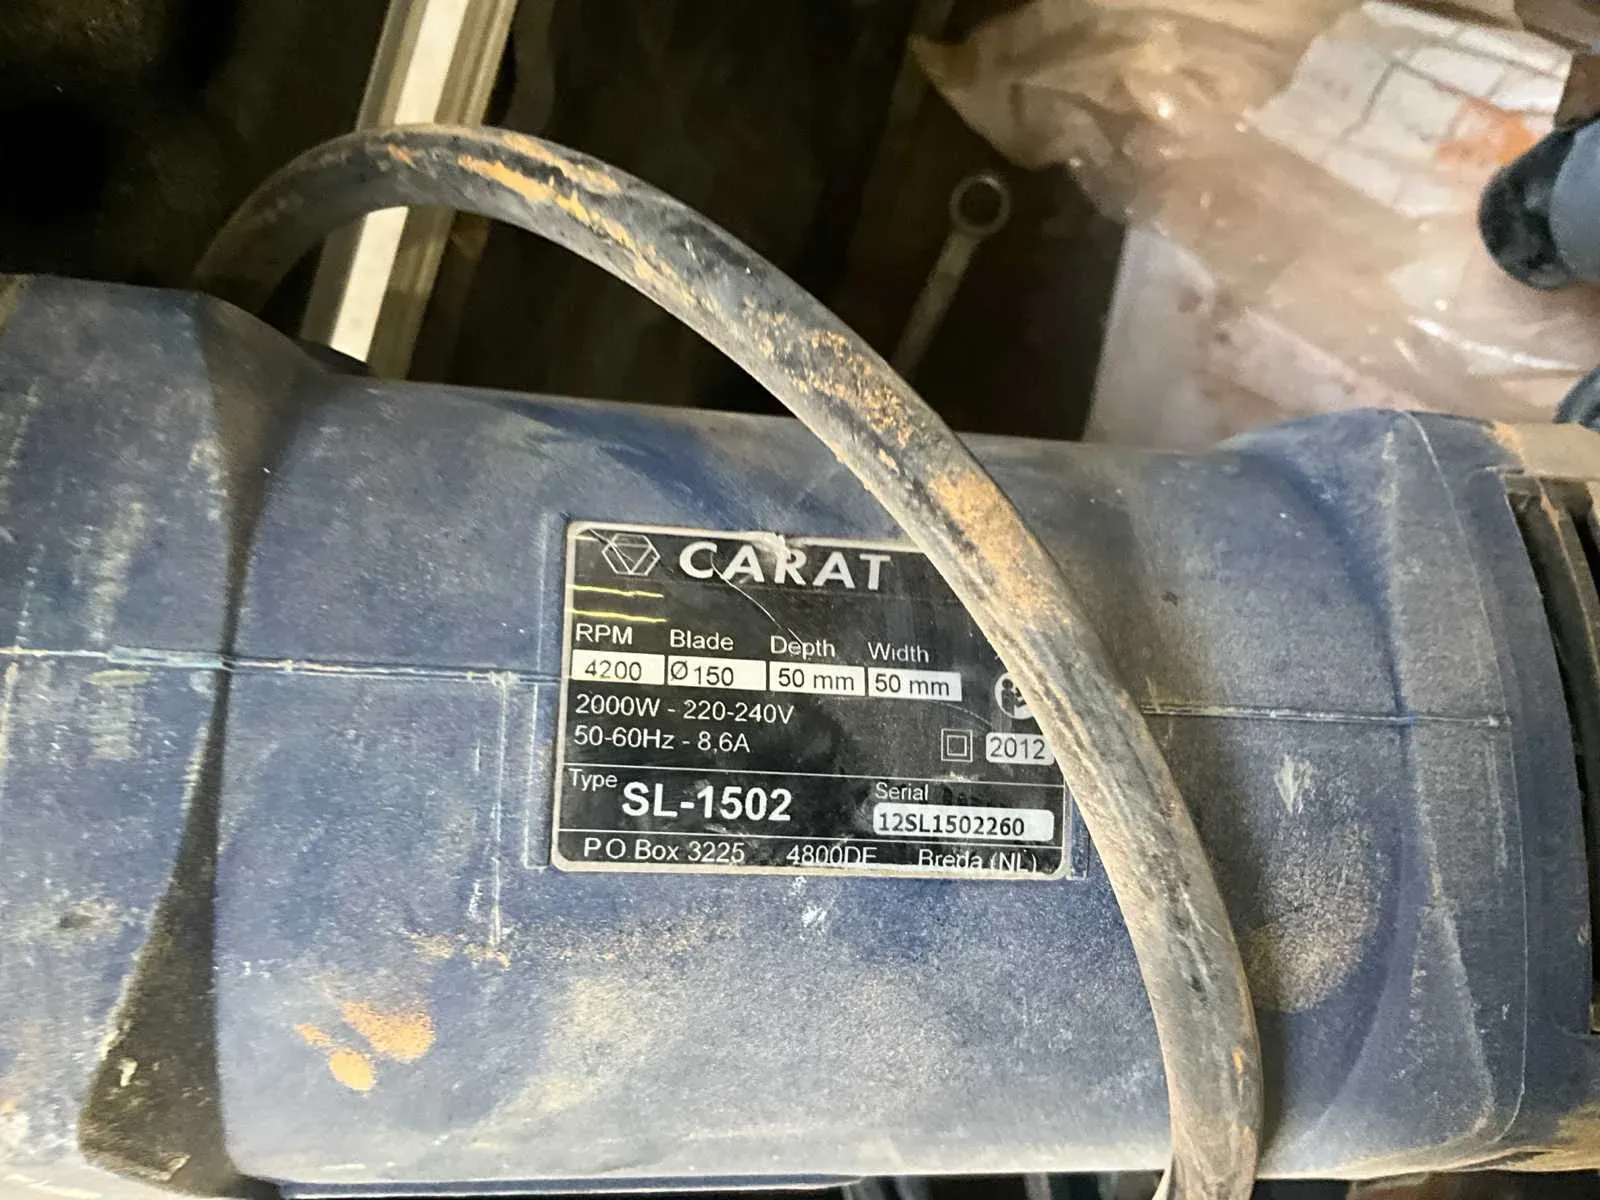 CARAT
RPM Blade Depth Width
4200 Ø150 50 mm 50 mm
2000W - 220-240V
50-60Hz - 8,6A
2012
Type SL-1502 Serial
12SL1502260
PO Box 3225 4800DE Breda (NL)